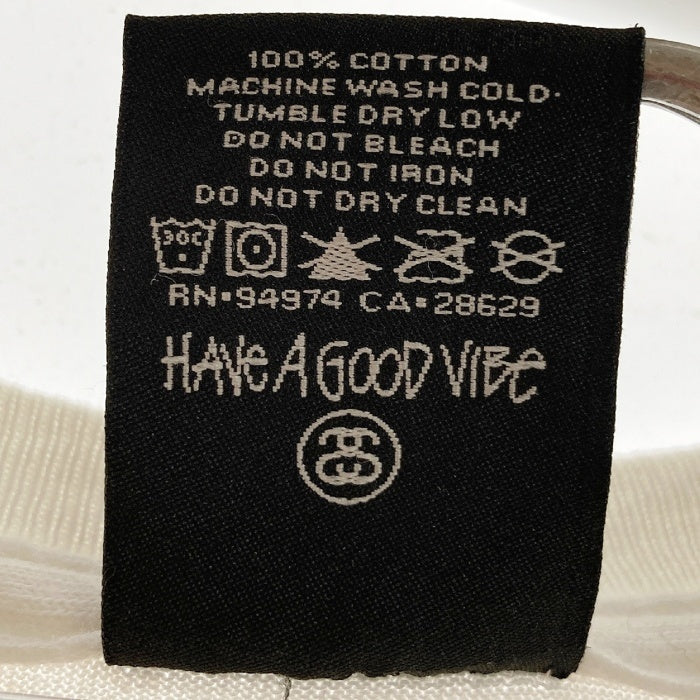 100% COTTON
MACHINE WASH COLD.
TUMBLE DRY LOW
DO NOT BLEACH
DO NOT IRON
DO NOT DRY CLEAN
30C
RN•94974 CA•28629
HAVE A GOOD VIBE